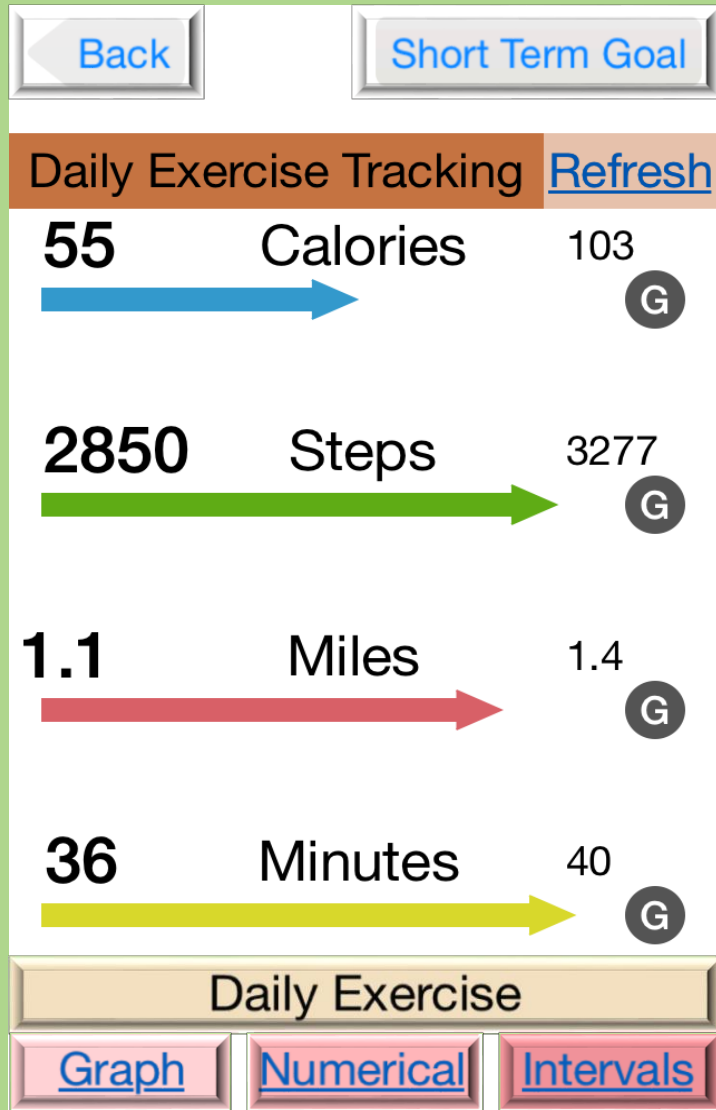 Back Short Term Goal
Daily Exercise Tracking Refresh
55 Calories 103
G
2850 Steps 3277
G
1.1 Miles 1.4
G
36 Minutes 40
G
Daily Exercise
Graph Numerical Intervals